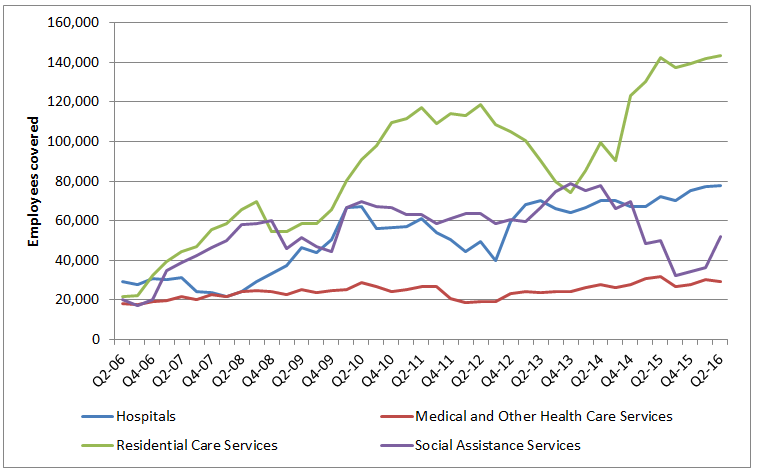 160,000
140,000
120,000
100,000
80,000
60,000
40,000
20,000
0
Employees covered
Q2-06
Q4-06
Q2-07
Q4-07
Q2-08
Q4-08
Q2-09
Q4-09
Q2-10
Q4-10
Q2-11
Q4-11
Q2-12
Q4-12
Q2-13
Q4-13
Q2-14
Q4-14
Q2-15
Q4-15
Q2-16
Hospitals
Medical and Other Health Care Services
Residential Care Services
Social Assistance Services